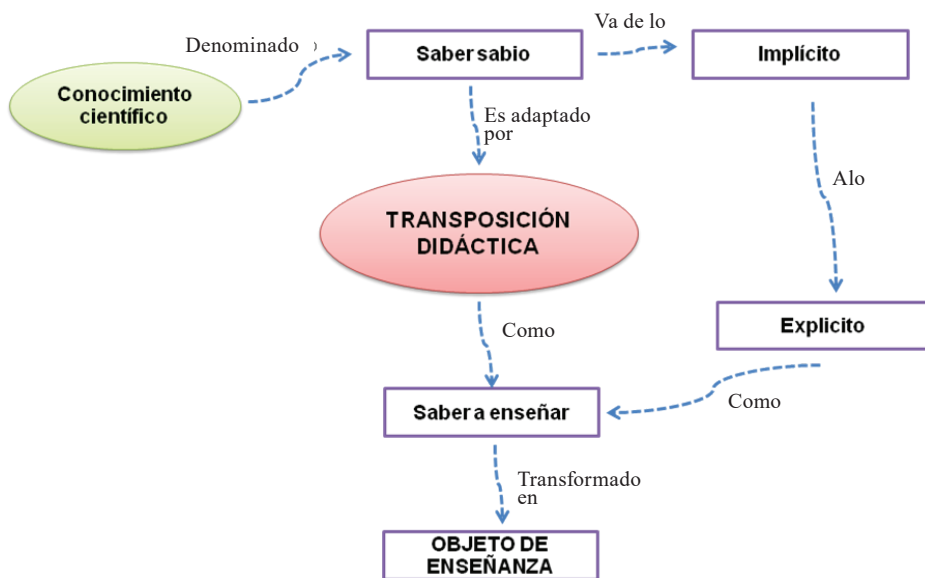 Denominado
Conocimiento
científico
Saber sabio
Va de lo
Implícito
Es adaptado
por
Alo
TRANSPOSICIÓN
DIDÁCTICA
Como
Explicito
Como
Saber a enseñar
Transformado
en
OBJETO DE
ENSEÑANZA